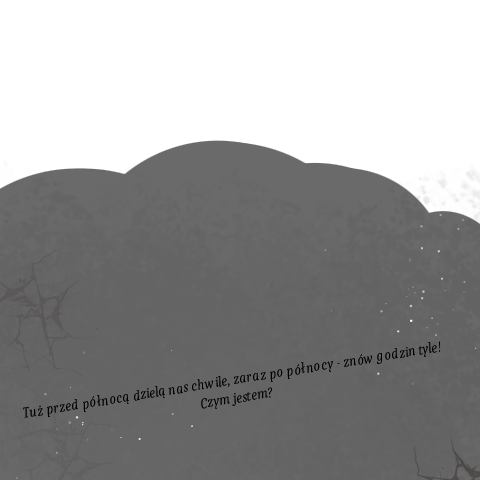 Tuż przed północą dzielą nas chwile, zaraz po północy - znów godzin tyle!
Czym jestem?